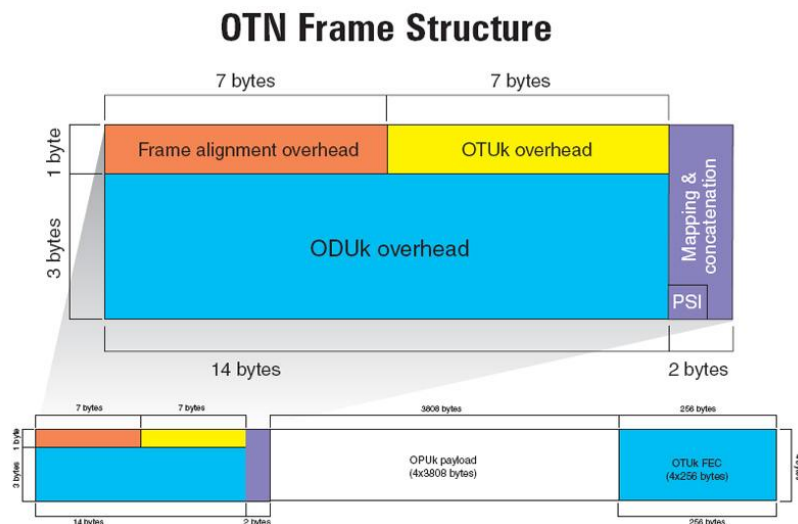 OTN Frame Structure
7 bytes
7 bytes
1 byte
Frame alignment overhead
OTUk overhead
Mapping &
concatenation
3 bytes
ODUk overhead
PSI
14 bytes
2 bytes
7 bytes
7 bytes
3808 bytes
256 bytes
1 byte
3 bytes
OPUk payload
(4x3808 bytes)
OTUk FEC
(4x256 bytes)
14 bytes
2 bytes
256 bytes